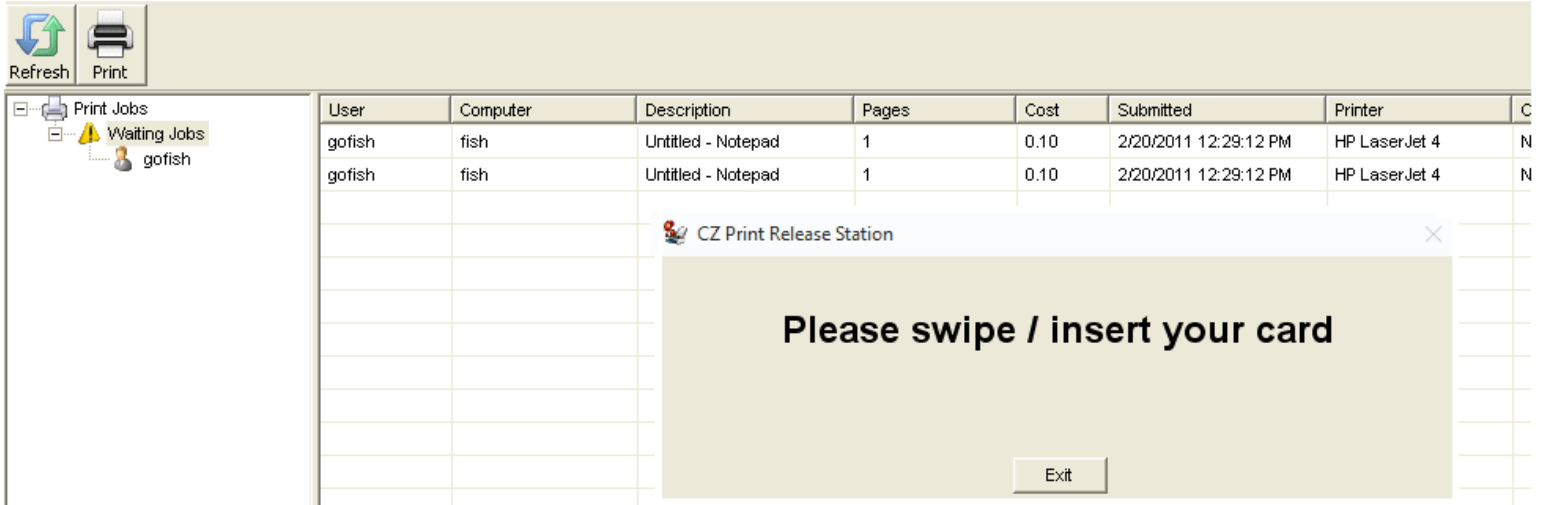 Refresh Print
Print Jobs
Waiting Jobs
gofish
User Computer Description Pages Cost Submitted Printer C
gofish fish Untitled - Notepad 1 0.10 2/20/2011 12:29:12 PM HP LaserJet 4 N
gofish fish Untitled - Notepad 1 0.10 2/20/2011 12:29:12 PM HP LaserJet 4 N
CZ Print Release Station
Please swipe / insert your card
Exit